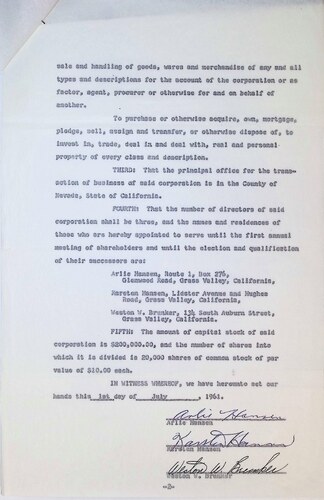 sale and handling of goods, wares and merchandise of any and all
types and descriptions for the account of the corporation or as
factor, agent, procurer or otherwise for and on behalf of
another.
To purchase or otherwise acquire, own, mortgage,
pledge, sell, assign and transfer, or otherwise dispose of, to
invest in, trade, deal in and deal with, real and personal
property of every class and description.
THIRD: That the principal office for the trans-
action of business of said corporation is in the County of
Nevada, State of California.
FOURTH: That the number of directors of said
corporation shall be three, and the names and residences of
those who are hereby appointed to serve until the first annual
meeting of shareholders and until the election and qualification
of their successors are:
Arlie Hansen, Route 1, Box 276,
Glenwood Road, Grass Valley, California,
Karsten Hansen, Lidster Avenue and Hughes
Road, Grass Valley, California,
Weston W. Brunker, 134 South Auburn Street,
Grass Valley, California.
FIFTH: The amount of capital stock of said
corporation is $200,000.00, and the number of shares into
which it is divided is 20,000 shares of common stock of par
value of $10.00 each.
IN WITNESS WHEREOF, we have hereunto set our
hands this 1st day of July, 1961.
Arlie Hansen
Arlie Hansen
Karsten Hansen
Karsten Hansen
Weston W. Brunker
Weston W. Brunker
-2-